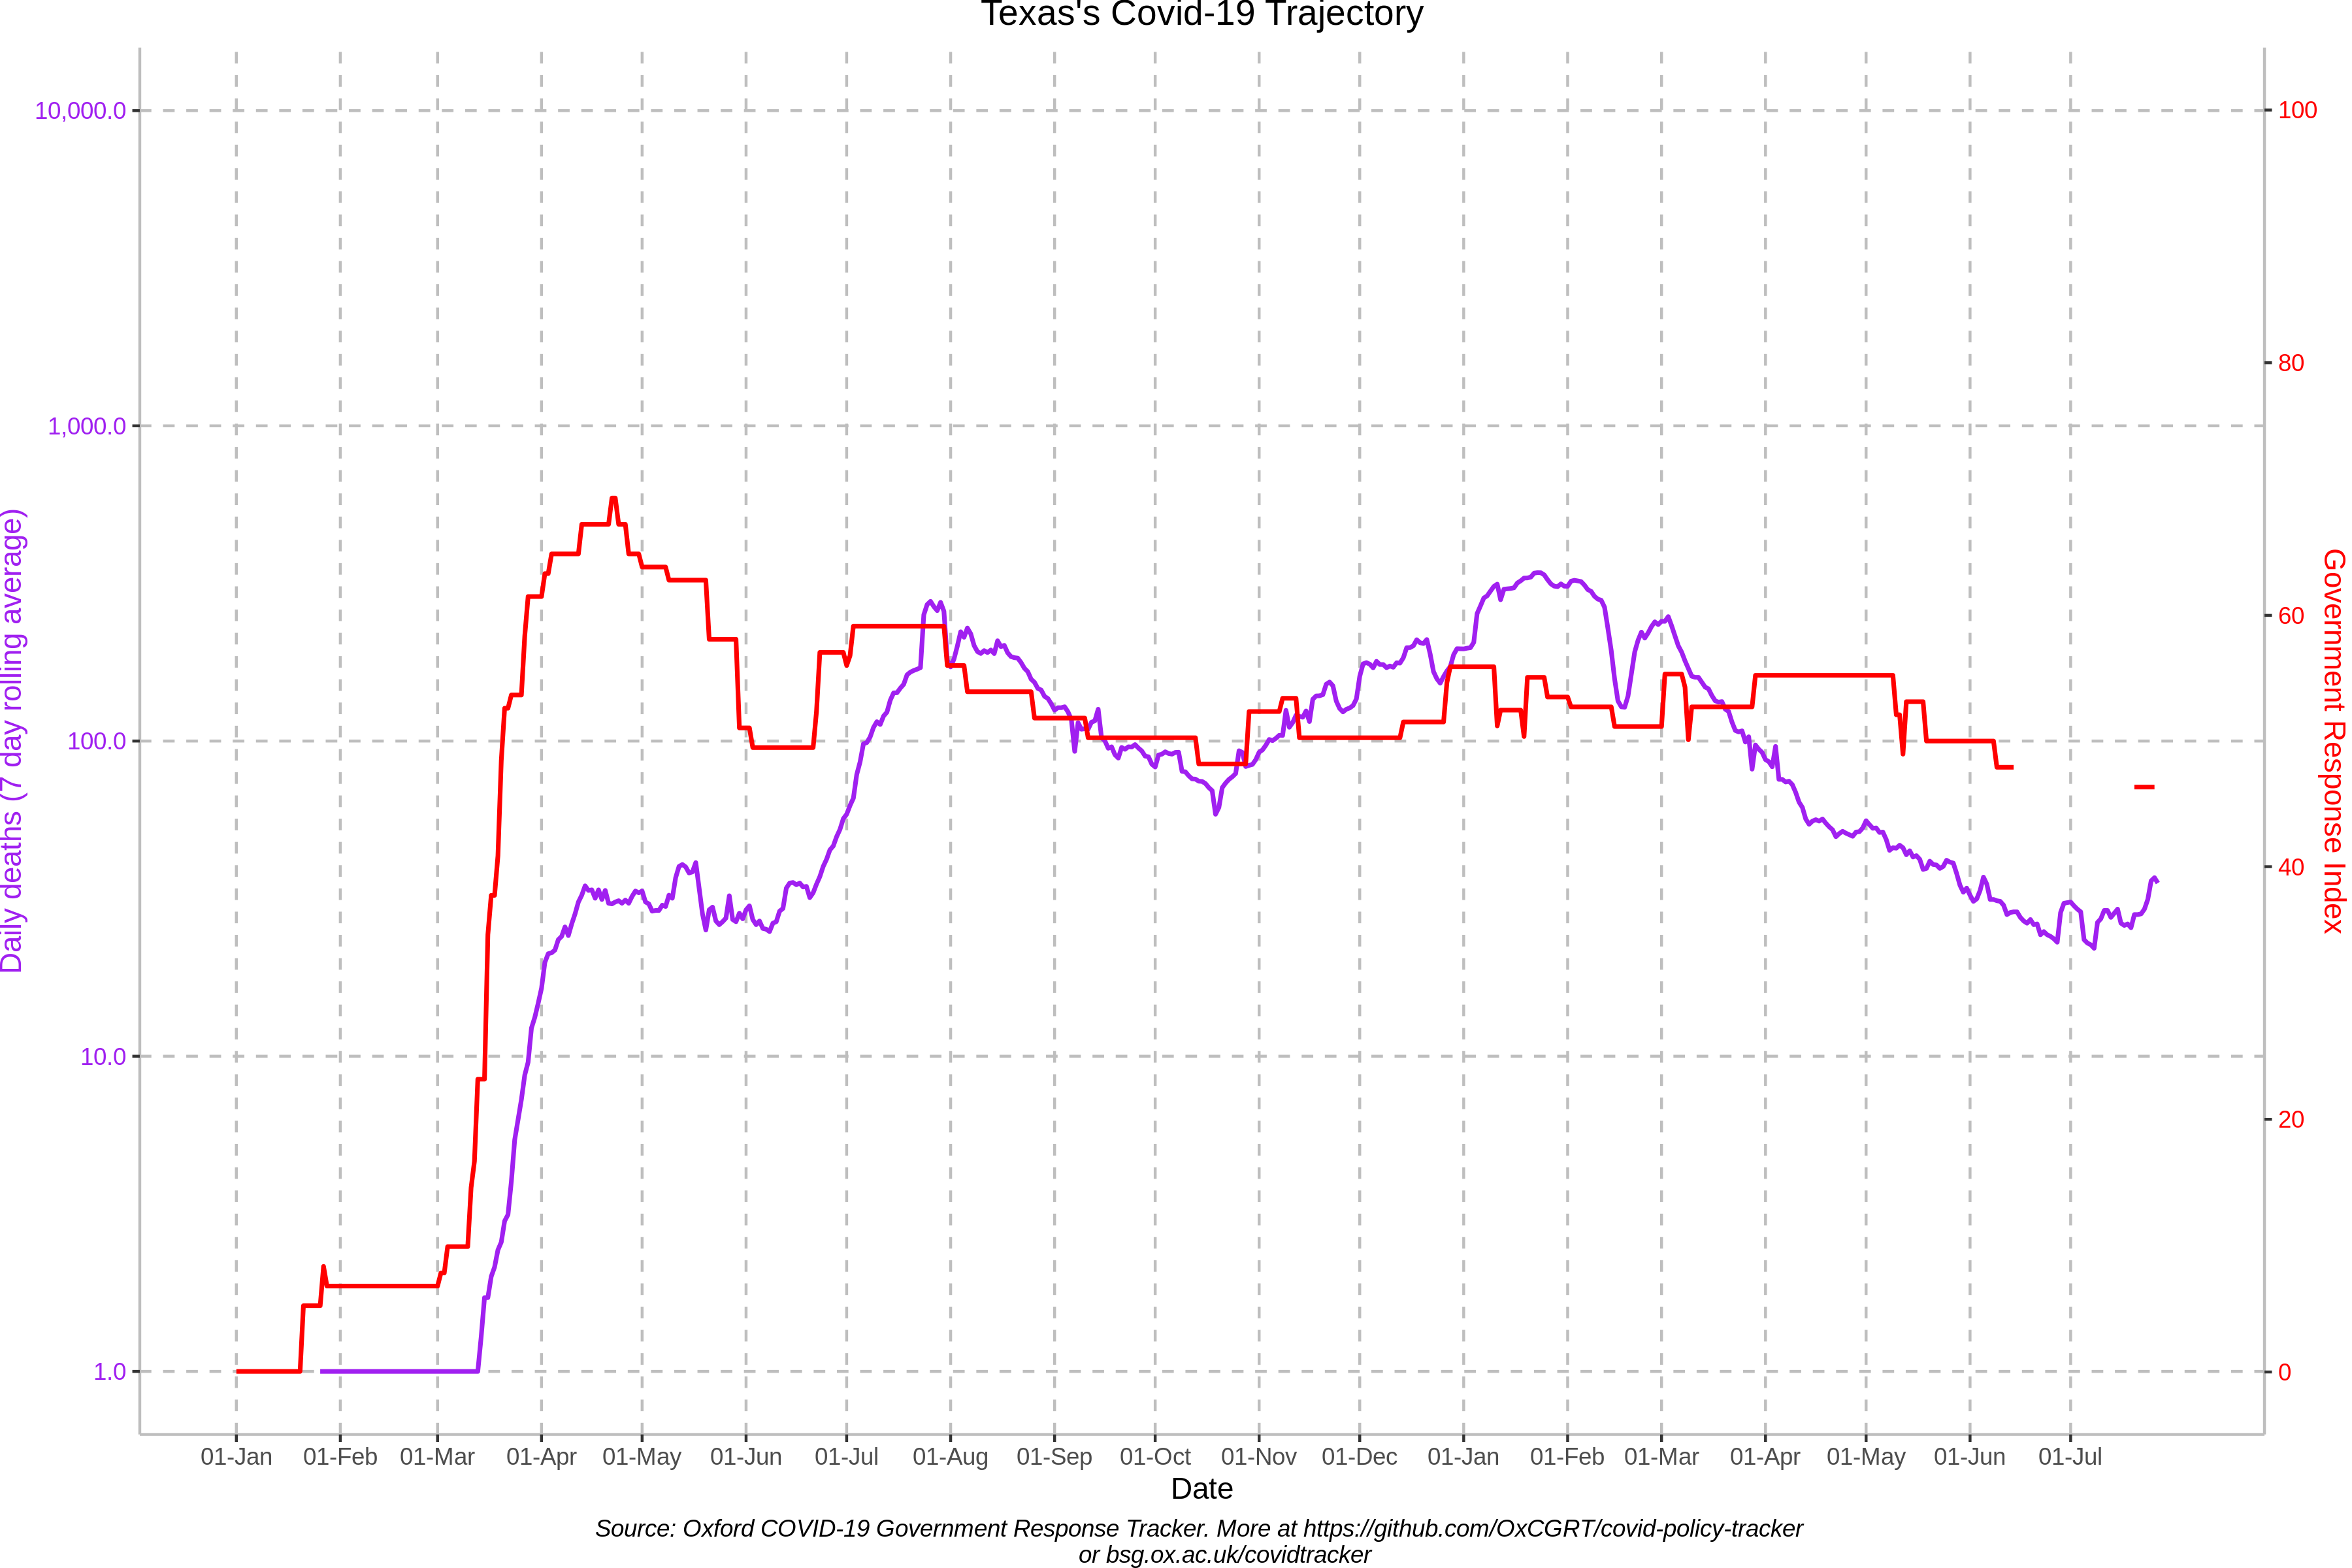 Texas's Covid-19 Trajectory
10,000.0
1,000.0
100.0
10.0
1.0
Daily deaths (7 day rolling average)
100
80
60
40
20
0
Government Response Index
01-Jan 01-Feb 01-Mar 01-Apr 01-May 01-Jun 01-Jul 01-Aug 01-Sep 01-Oct 01-Nov 01-Dec 01-Jan 01-Feb 01-Mar 01-Apr 01-May 01-Jun 01-Jul
Date
Source: Oxford COVID-19 Government Response Tracker. More at https://github.com/OxCGRT/covid-policy-tracker
or bsg.ox.ac.uk/covidtracker